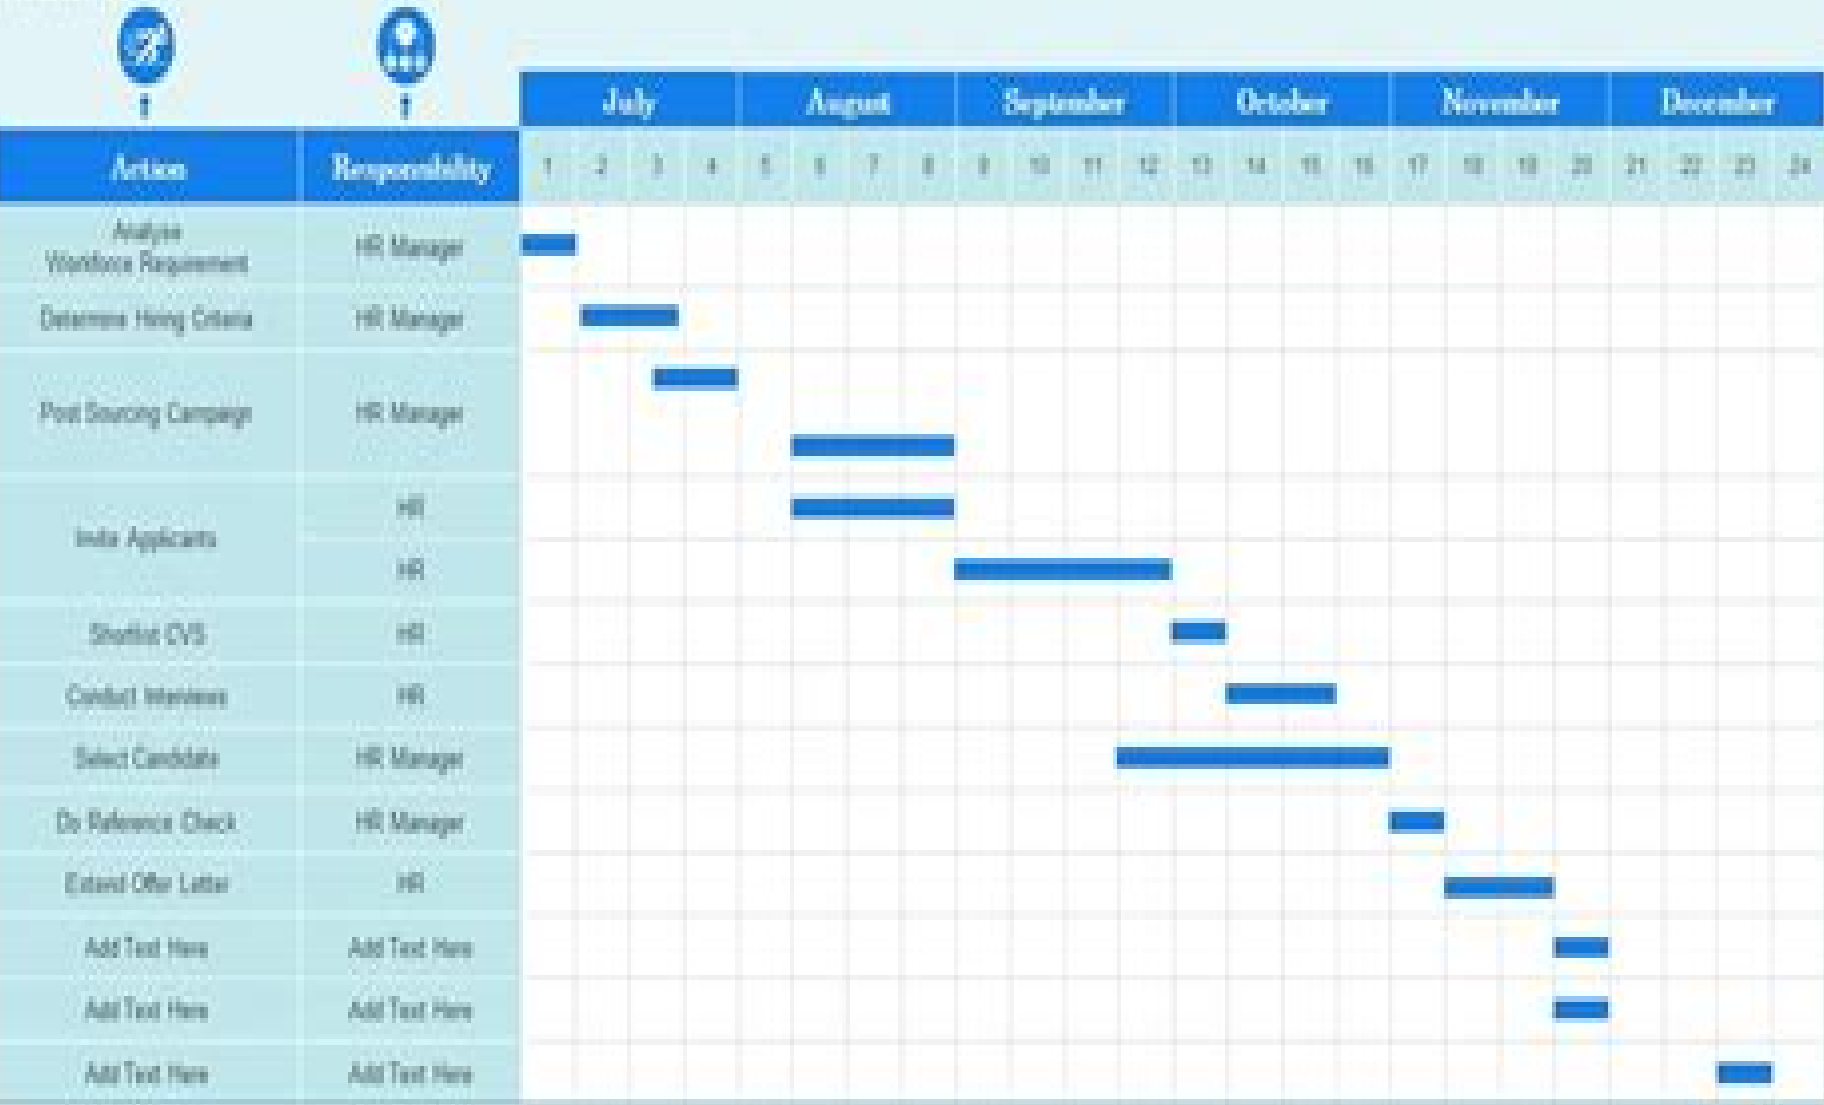 July August September October November December
Action Responsibility 1 2 3 4 5 6 7 8 9 10 11 12 13 14 15 16 17 18 19 20 21 22 23 24
Analyse
Workforce Requirement
HR Manager
Determine Hiring Criteria HR Manager
Post Sourcing Campaign HR Manager
Invite Applicants
HR
HR
Shortlist CVS HR
Conduct Interviews HR
Select Candidate HR Manager
Do Reference Check HR Manager
Extend Offer Letter HR
Add Text Here Add Text Here
Add Text Here Add Text Here
Add Text Here Add Text Here